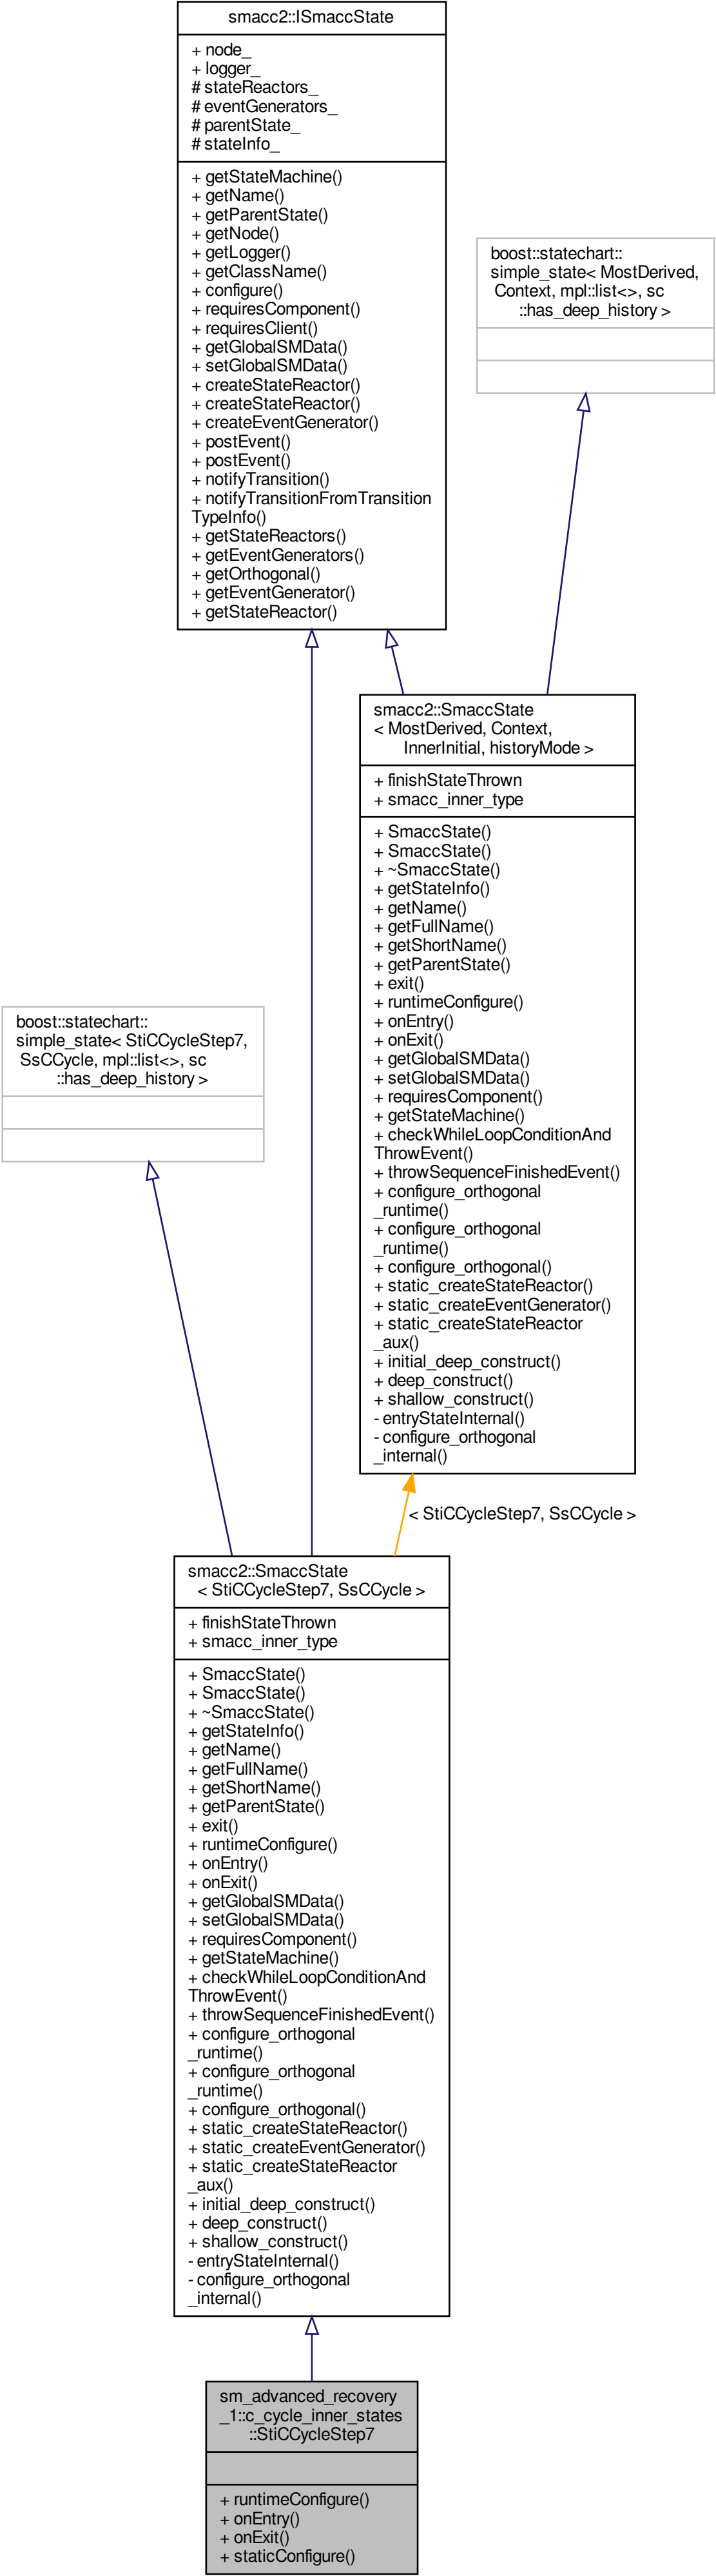 smacc2::ISmaccState
+ node_
+ logger_
# stateReactors_
# eventGenerators_
# parentState_
# stateInfo_
+ getStateMachine()
+ getName()
+ getParentState()
+ getNode()
+ getLogger()
+ getClassName()
+ configure()
+ requiresComponent()
+ requiresClient()
+ getGlobalSMData()
+ setGlobalSMData()
+ createStateReactor()
+ createStateReactor()
+ createEventGenerator()
+ postEvent()
+ postEvent()
+ notifyTransition()
+ notifyTransitionFromTransition
TypeInfo()
+ getStateReactors()
+ getEventGenerators()
+ getOrthogonal()
+ getEventGenerator()
+ getStateReactor()
boost::statechart::
simple_state< MostDerived,
Context, mpl::list<>, sc
::has_deep_history >
smacc2::SmaccState
< MostDerived, Context,
InnerInitial, historyMode >
+ finishStateThrown
+ smacc_inner_type
+ SmaccState()
+ SmaccState()
+ ~SmaccState()
+ getStateInfo()
+ getName()
+ getFullName()
+ getShortName()
+ getParentState()
+ exit()
+ runtimeConfigure()
+ onEntry()
+ onExit()
+ getGlobalSMData()
+ setGlobalSMData()
+ requiresComponent()
+ getStateMachine()
+ checkWhileLoopConditionAnd
ThrowEvent()
+ throwSequenceFinishedEvent()
+ configure_orthogonal
_runtime()
+ configure_orthogonal
_runtime()
+ configure_orthogonal()
+ static_createStateReactor()
+ static_createEventGenerator()
+ static_createStateReactor
_aux()
+ initial_deep_construct()
+ deep_construct()
+ shallow_construct()
- entryStateInternal()
- configure_orthogonal
_internal()
boost::statechart::
simple_state< StiCCycleStep7,
SsCCycle, mpl::list<>, sc
::has_deep_history >
< StiCCycleStep7, SsCCycle >
smacc2::SmaccState
< StiCCycleStep7, SsCCycle >
+ finishStateThrown
+ smacc_inner_type
+ SmaccState()
+ SmaccState()
+ ~SmaccState()
+ getStateInfo()
+ getName()
+ getFullName()
+ getShortName()
+ getParentState()
+ exit()
+ runtimeConfigure()
+ onEntry()
+ onExit()
+ getGlobalSMData()
+ setGlobalSMData()
+ requiresComponent()
+ getStateMachine()
+ checkWhileLoopConditionAnd
ThrowEvent()
+ throwSequenceFinishedEvent()
+ configure_orthogonal
_runtime()
+ configure_orthogonal
_runtime()
+ configure_orthogonal()
+ static_createStateReactor()
+ static_createEventGenerator()
+ static_createStateReactor
_aux()
+ initial_deep_construct()
+ deep_construct()
+ shallow_construct()
- entryStateInternal()
- configure_orthogonal
_internal()
sm_advanced_recovery
_1::c_cycle_inner_states
::StiCCycleStep7
+ runtimeConfigure()
+ onEntry()
+ onExit()
+ staticConfigure()